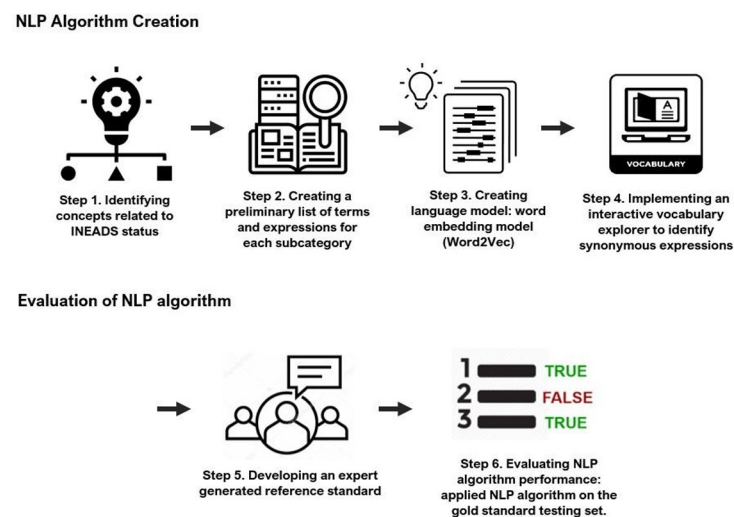 NLP Algorithm Creation
VOCABULARY
Step 1. Identifying
concepts related to
INEADS status
Step 2. Creating a
preliminary list of terms
and expressions for
each subcategory
Step 3. Creating
language model: word
embedding model
(Word2Vec)
Step 4. Implementing an
interactive vocabulary
explorer to identify
synonymous expressions
Evaluation of NLP algorithm
1 TRUE
2 FALSE
3 TRUE
Step 5. Developing an expert
generated reference standard
Step 6. Evaluating NLP
algorithm performance:
applied NLP algorithm on the
gold standard testing set.